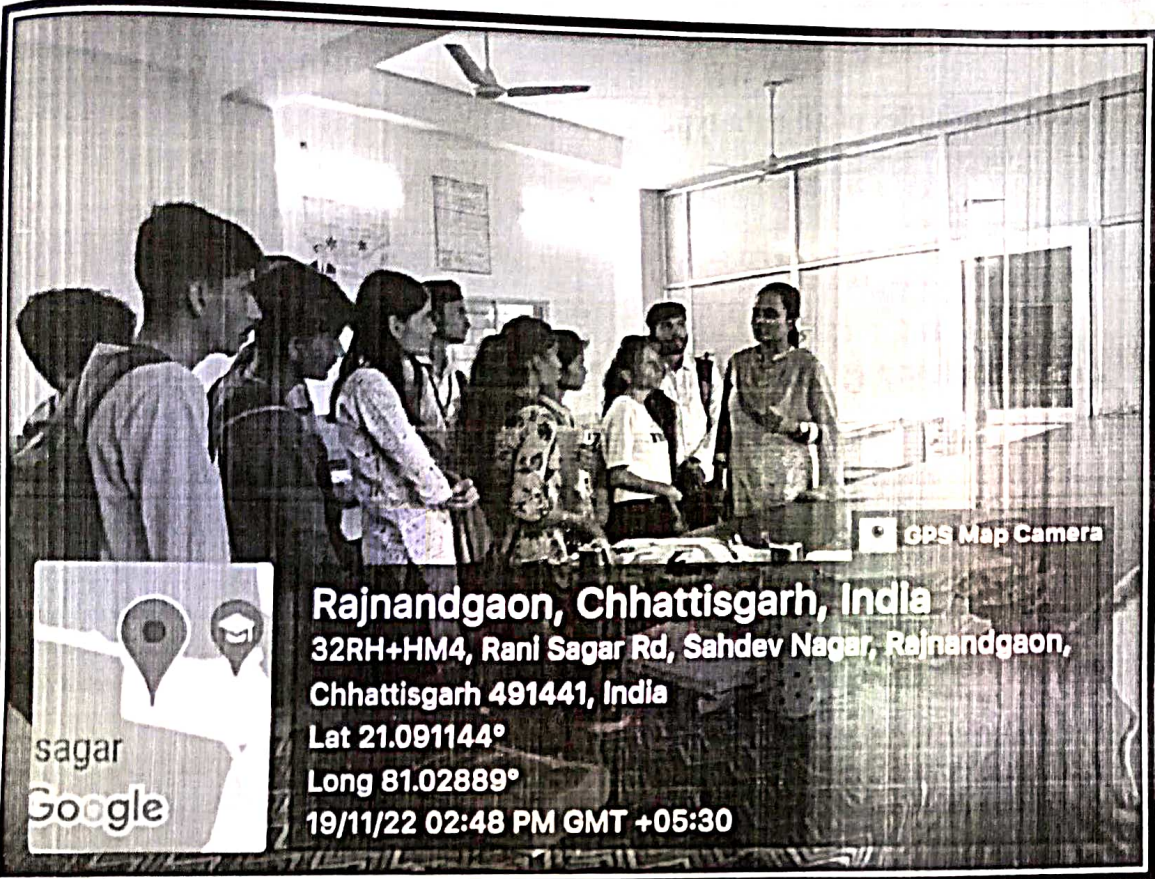 GPS Map Camera
Rajnandgaon, Chhattisgarh, India
32RH+HM4, Rani Sagar Rd, Sahdev Nagar, Rajnandgaon,
Chhattisgarh 491441, India
Lat 21.091144°
Long 81.02889°
19/11/22 02:48 PM GMT +05:30
sagar
Google